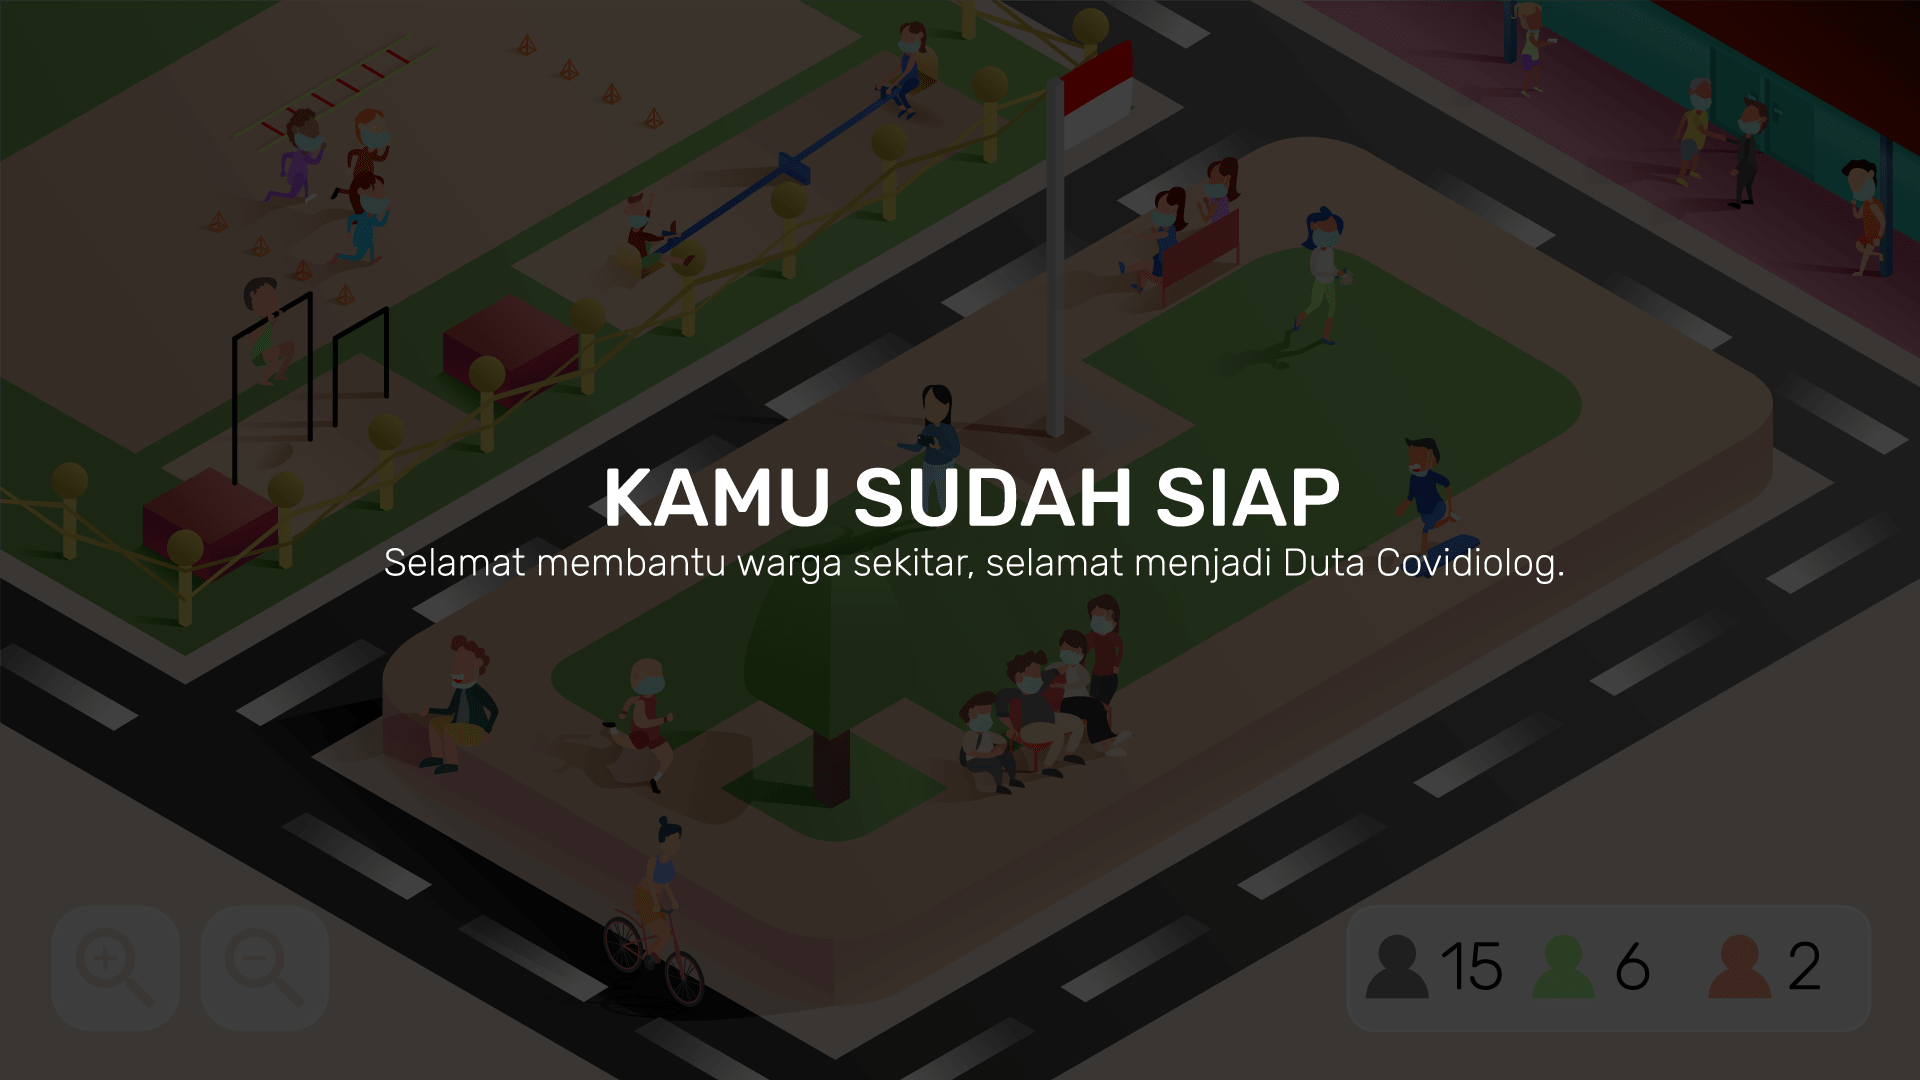 KAMU SUDAH SIAP
Selamat membantu warga sekitar, selamat menjadi Duta Covidiolog.
15 6 2